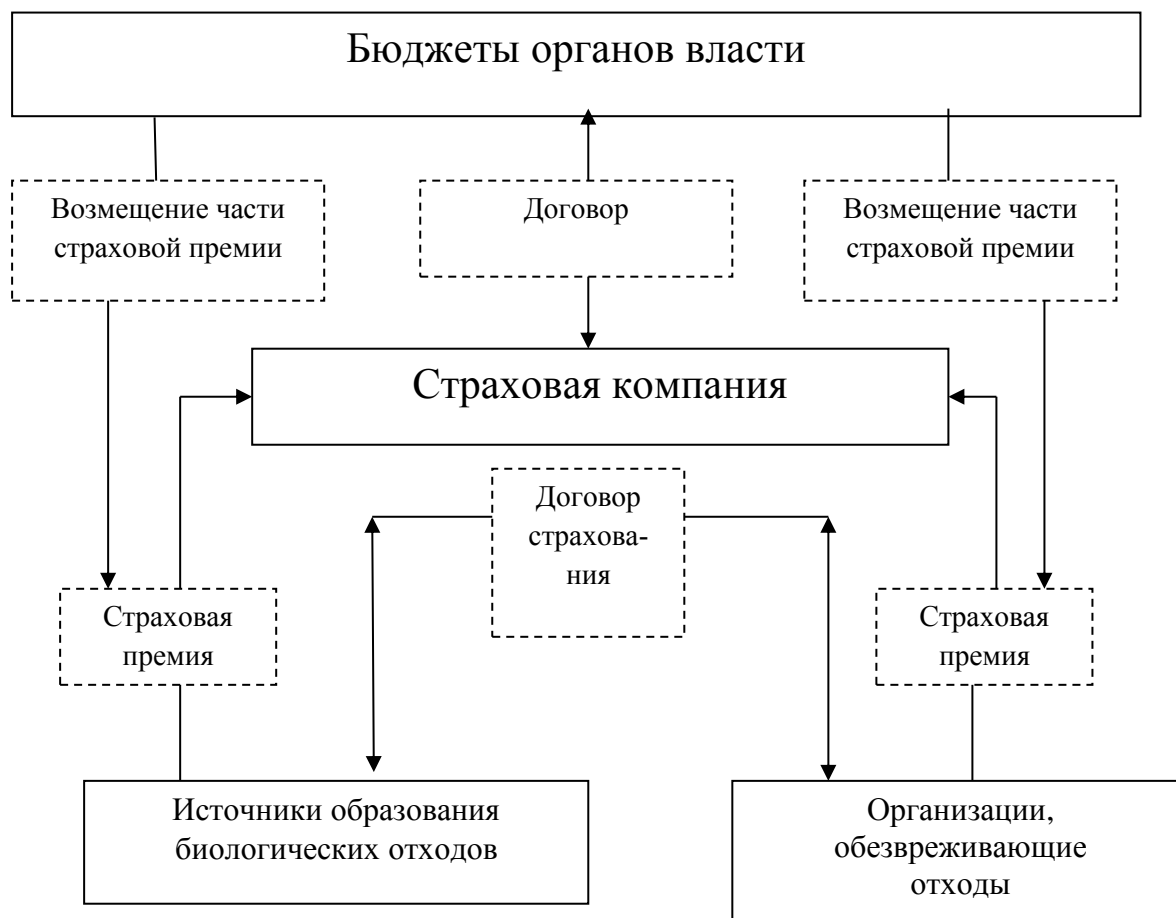 Бюджеты органов власти
Возмещение части
страховой премии
Договор
Возмещение части
страховой премии
Страховая компания
Договор
страхова-
ния
Страховая
премия
Страховая
премия
Источники образования
биологических отходов
Организации,
обезвреживающие
отходы